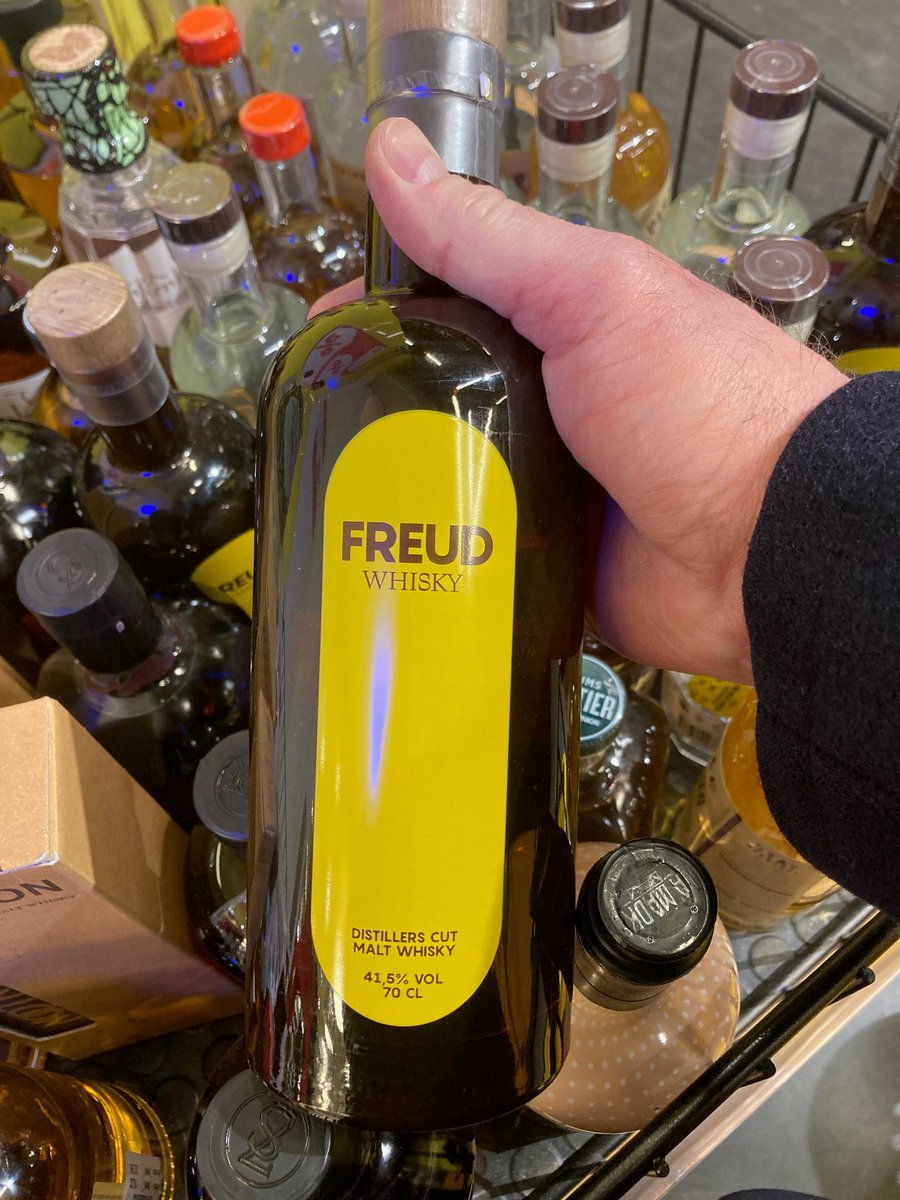 FREUD
WHISKY
DISTILLERS CUT
MALT WHISKY
41,5% VOL
70 CL